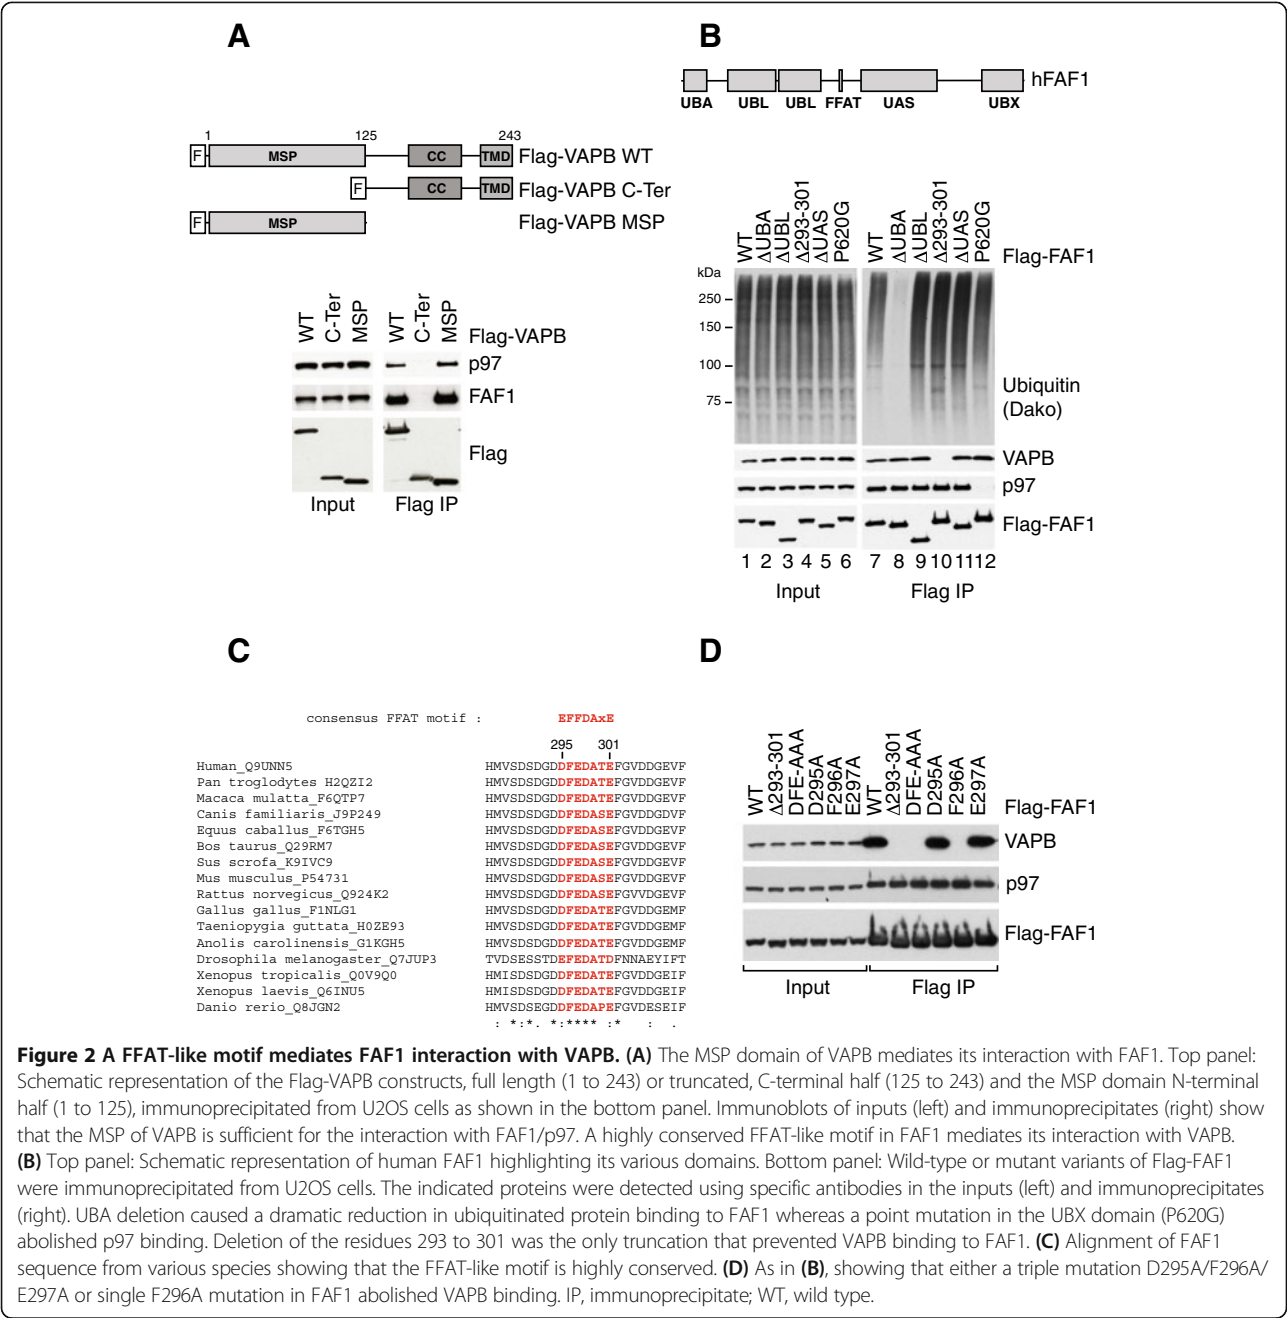 A
1 125 243
F MSP CC TMD Flag-VAPB WT
F CC TMD Flag-VAPB C-Ter
F MSP Flag-VAPB MSP
WT C-Ter MSP WT C-Ter MSP Flag-VAPB
p97
FAF1
Flag
Input Flag IP
B
hFAF1
UBA UBL UBL FFAT UAS UBX
WT ΔUBA ΔUBL Δ293-301 ΔUAS P620G WT ΔUBA ΔUBL Δ293-301 ΔUAS P620G Flag-FAF1
kDa
250
150
100
75
Ubiquitin
(Dako)
VAPB
p97
Flag-FAF1
1 2 3 4 5 6 7 8 9 10 11 12
Input Flag IP
C
consensus FFAT motif : EFFDAxE
295 301
Human_Q9UNN5 HMVSDSDGDDFEDATEFGVDDGEVF
Pan troglodytes H2QZI2 HMVSDSDGDDFEDATEFGVDDGEVF
Macaca mulatta_F6QTP7 HMVSDSDGDDFEDATEFGVDDGEVF
Canis familiaris_J9P249 HMVSDSDGDDFEDASEFGVDDGDVF
Equus caballus_F6TGH5 HMVSDSDGDDFEDASEFGVDDGEVF
Bos taurus_Q29RM7 HMVSDSDGDDFEDASEFGVDDGEVF
Sus scrofa_K9IVC9 HMVSDSDGDDFEDASEFGVDDGEVF
Mus musculus_P54731 HMVSDSDGDDFEDASEFGVDDGEVF
Rattus norvegicus_Q924K2 HMVSDSDGDDFEDASEFGVVDGEVF
Gallus gallus_F1NLG1 HMVSDSDGDDFEDATEFGVDDGEMF
Taeniopygia guttata_H0ZE93 HMVSDSDGDDFEDATEFGVDDGEMF
Anolis carolinensis_G1KGH5 HMVSDSDGDDFEDATEFGVDDGEMF
Drosophila melanogaster_Q7JUP3 TVDSESSTDEFEDATDFNNAEYIFT
Xenopus tropicalis_Q0V9Q0 HMISDSDGDDFEDATEFGVDDGEIF
Xenopus laevis_Q6INU5 HMISDSDGDDFEDATEFGVDDGEIF
Danio rerio_Q8JGN2 HMVSDSEGDDFEDAPEFGVDESEIF
: *:*. *:**** :* : .
D
WT Δ293-301 DFE-AAA D295A F296A E297A WT Δ293-301 DFE-AAA D295A F296A E297A Flag-FAF1
VAPB
p97
Flag-FAF1
Input Flag IP
Figure 2 A FFAT-like motif mediates FAF1 interaction with VAPB. (A) The MSP domain of VAPB mediates its interaction with FAF1. Top panel:
Schematic representation of the Flag-VAPB constructs, full length (1 to 243) or truncated, C-terminal half (125 to 243) and the MSP domain N-terminal
half (1 to 125), immunoprecipitated from U2OS cells as shown in the bottom panel. Immunoblots of inputs (left) and immunoprecipitates (right) show
that the MSP of VAPB is sufficient for the interaction with FAF1/p97. A highly conserved FFAT-like motif in FAF1 mediates its interaction with VAPB.
(B) Top panel: Schematic representation of human FAF1 highlighting its various domains. Bottom panel: Wild-type or mutant variants of Flag-FAF1
were immunoprecipitated from U2OS cells. The indicated proteins were detected using specific antibodies in the inputs (left) and immunoprecipitates
(right). UBA deletion caused a dramatic reduction in ubiquitinated protein binding to FAF1 whereas a point mutation in the UBX domain (P620G)
abolished p97 binding. Deletion of the residues 293 to 301 was the only truncation that prevented VAPB binding to FAF1. (C) Alignment of FAF1
sequence from various species showing that the FFAT-like motif is highly conserved. (D) As in (B), showing that either a triple mutation D295A/F296A/
E297A or single F296A mutation in FAF1 abolished VAPB binding. IP, immunoprecipitate; WT, wild type.